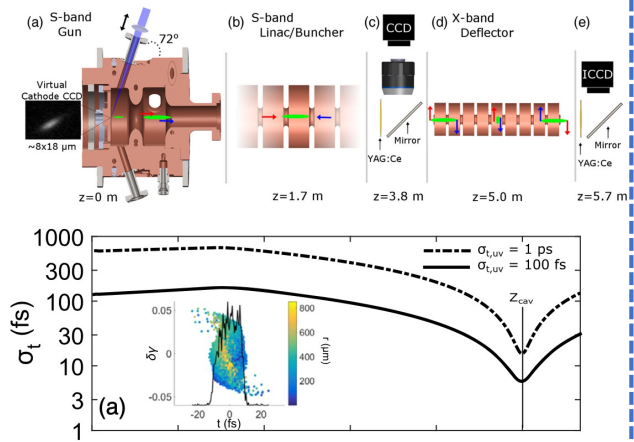 (a) S-band
Gun
72°
Virtual
Cathode CCD
~8x18 μm
z=0 m
(b) S-band
Linac/Buncher
z=1.7 m
(c)
CCD
Mirror
YAG:Ce
z=3.8 m
(d) X-band
Deflector
z=5.0 m
(e)
ICCD
Mirror
YAG:Ce
z=5.7 m
1000
300
100
30
10
3
1
σt (fs)
σt,uv = 1 ps
σt,uv = 100 fs
zcav
(a)
0.05
0
-0.05
δγ
-20 0 20
t (fs)
800
600
400
200
r (μm)